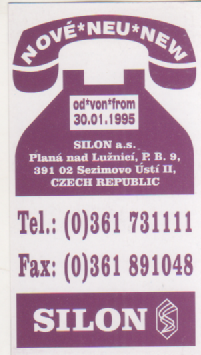 NOVÉ*NEU*NEW
od*von*from
30.01.1995
SILON a.s.
Planá nad Lužnicí, P. B. 9,
391 02 Sezimovo Ústí II,
CZECH REPUBLIC
Tel.: (0)361 731111
Fax: (0)361 891048
SILON